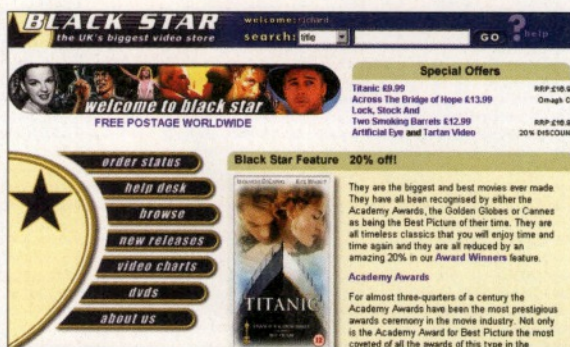 BLACK STAR
the UK's biggest video store
welcome: richard
search: title
GO
? help
welcome to black star
FREE POSTAGE WORLDWIDE
Special Offers
Titanic £9.99
Across The Bridge of Hope £13.99
Omagh
Lock, Stock And
Two Smoking Barrels £12.99
Artificial Eye and Tartan Video
20% DISCOUN
order status
help desk
browse
new releases
video charts
dvds
about us
Black Star Feature 20% off!
LEONARDO DICAPRIO KATE WINSLET
TITANIC
12
They are the biggest and best movies ever made
They have all been recognised by either the
Academy Awards, the Golden Globes or Cannes
as being the Best Picture of their time. They are
all timeless classics that you will enjoy time and
time again and they are all reduced by an
amazing 20% in our Award Winners feature.
Academy Awards
For almost three-quarters of a century the
Academy Awards have been the most prestigious
awards ceremony in the movie industry. Not only
is the Academy Award for Best Picture the most
coveted of all the awards of this type in the